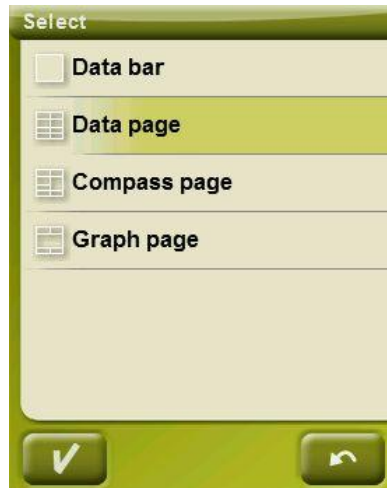 Select
Data bar
Data page
Compass page
Graph page